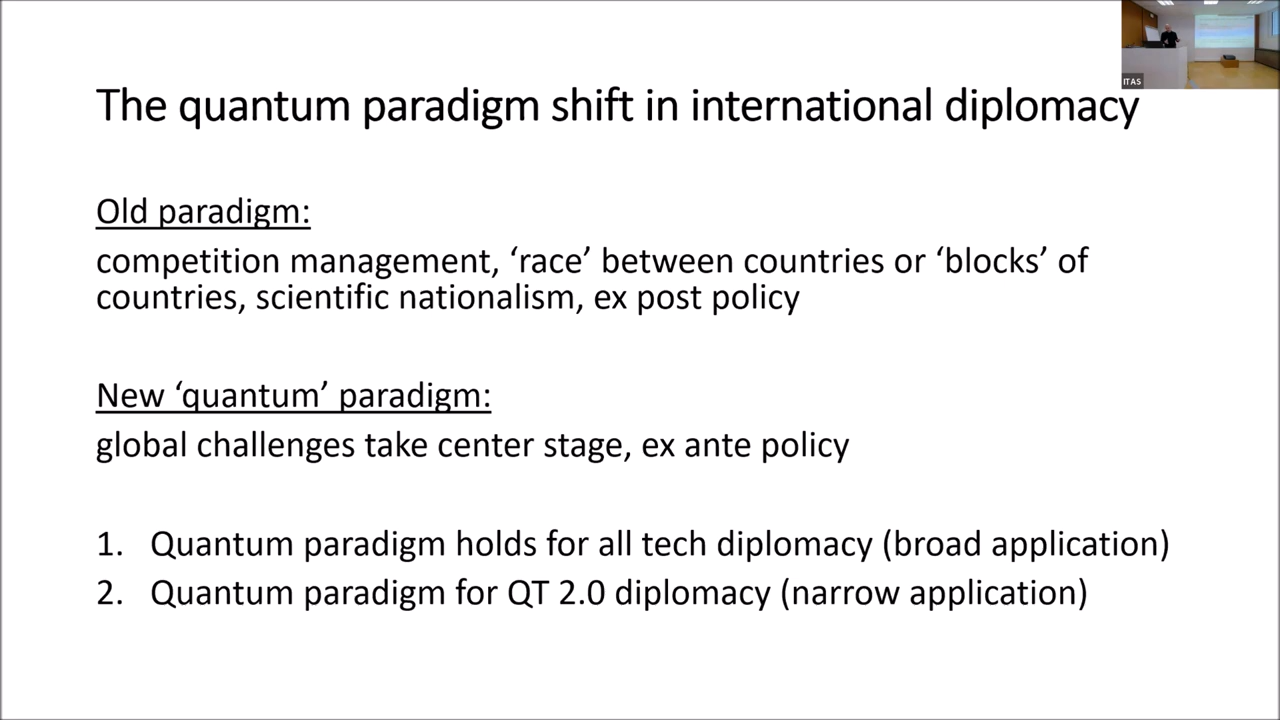 ITAS
The quantum paradigm shift in international diplomacy
Old paradigm:
competition management, ‘race’ between countries or ‘blocks’ of
countries, scientific nationalism, ex post policy
New ‘quantum’ paradigm:
global challenges take center stage, ex ante policy
1. Quantum paradigm holds for all tech diplomacy (broad application)
2. Quantum paradigm for QT 2.0 diplomacy (narrow application)